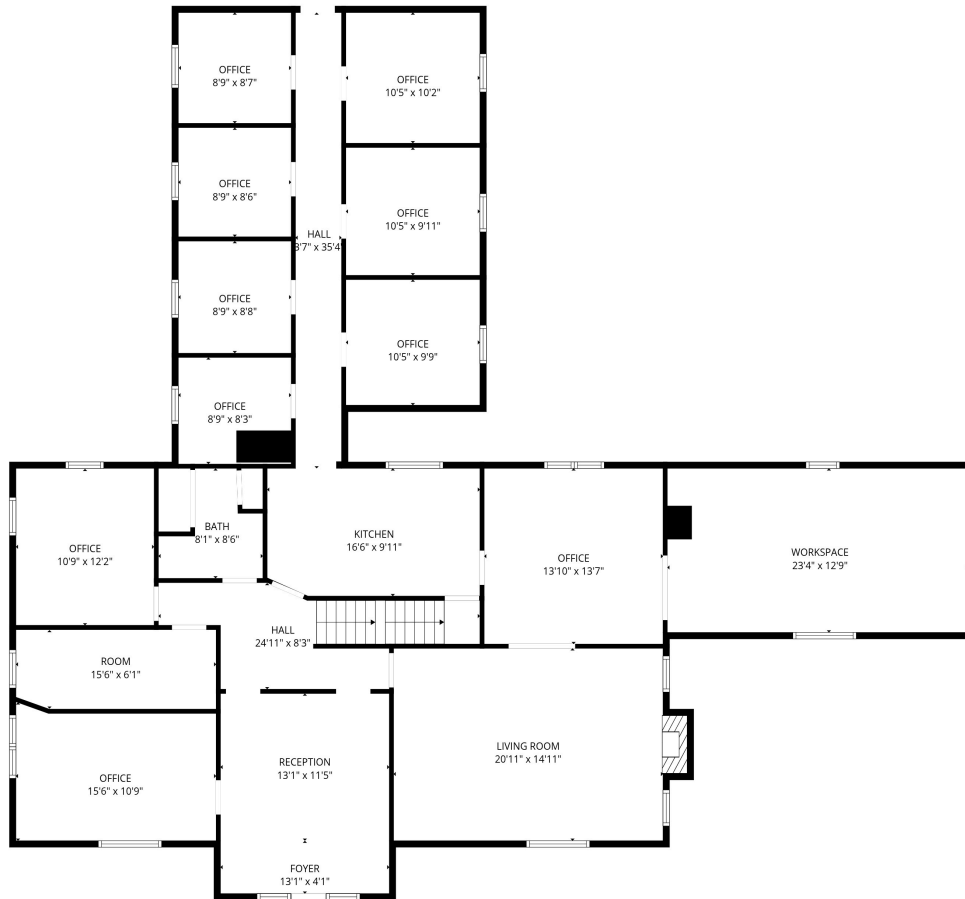 OFFICE
8'9" x 8'7"
OFFICE
10'5" x 10'2"
OFFICE
8'9" x 8'6"
OFFICE
10'5" x 9'11"
HALL
3'7" x 35'4"
OFFICE
8'9" x 8'8"
OFFICE
10'5" x 9'9"
OFFICE
8'9" x 8'3"
BATH
8'1" x 8'6"
KITCHEN
16'6" x 9'11"
OFFICE
10'9" x 12'2"
OFFICE
13'10" x 13'7"
WORKSPACE
23'4" x 12'9"
HALL
24'11" x 8'3"
ROOM
15'6" x 6'1"
RECEPTION
13'1" x 11'5"
LIVING ROOM
20'11" x 14'11"
OFFICE
15'6" x 10'9"
FOYER
13'1" x 4'1"